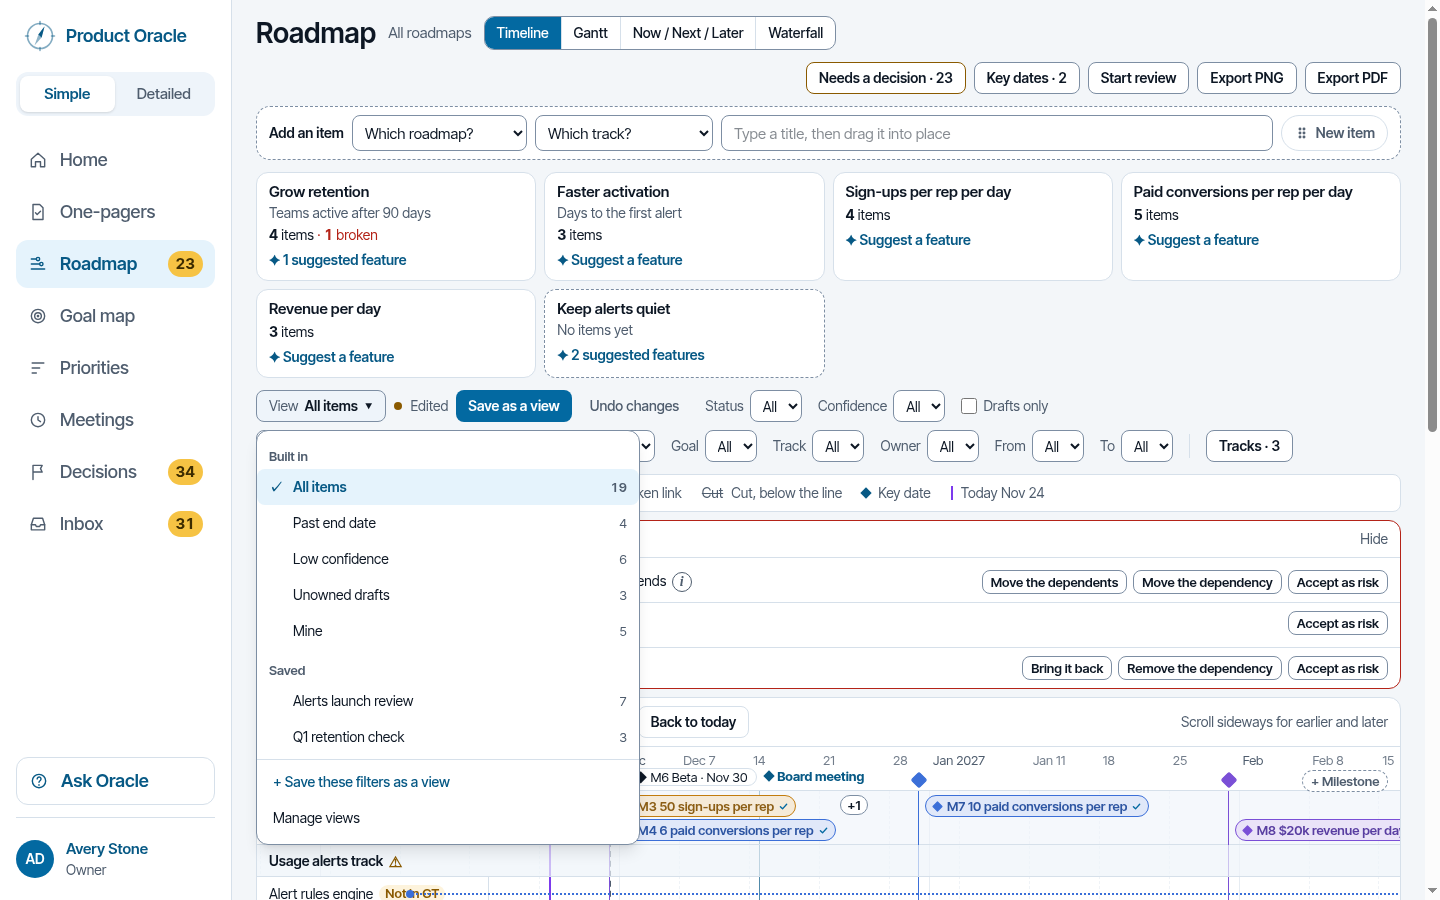 Product Oracle
Simple Detailed
Home
One-pagers
Roadmap 23
Goal map
Priorities
Meetings
Decisions 34
Inbox 31
Ask Oracle
AD Avery Stone
Owner
Roadmap All roadmaps Timeline Gantt Now / Next / Later Waterfall
Needs a decision · 23 Key dates · 2 Start review Export PNG Export PDF
Add an item Which roadmap? Which track? Type a title, then drag it into place New item
Grow retention
Teams active after 90 days
4 items · 1 broken
1 suggested feature
Faster activation
Days to the first alert
3 items
Suggest a feature
Sign-ups per rep per day
4 items
Suggest a feature
Paid conversions per rep per day
5 items
Suggest a feature
Revenue per day
3 items
Suggest a feature
Keep alerts quiet
No items yet
2 suggested features
View All items Edited Save as a view Undo changes Status All Confidence All Drafts only
Goal All Track All Owner All From All To All Tracks · 3
Built in
✓ All items 19
Past end date 4
Low confidence 6
Unowned drafts 3
Mine 5
Saved
Alerts launch review 7
Q1 retention check 3
+ Save these filters as a view
Manage views
link Cut Cut, below the line Key date Today Nov 24
Hide
i Move the dependents Move the dependency Accept as risk
Accept as risk
Bring it back Remove the dependency Accept as risk
Back to today Scroll sideways for earlier and later
Dec 7 14 21 28 Jan 2027 Jan 11 18 25 Feb Feb 8 15
M6 Beta · Nov 30 Board meeting + Milestone
M3 50 sign-ups per rep ✓ +1 M7 10 paid conversions per rep ✓
M4 6 paid conversions per rep ✓ M8 $20k revenue per day
Usage alerts track
Alert rules engine Not in GT